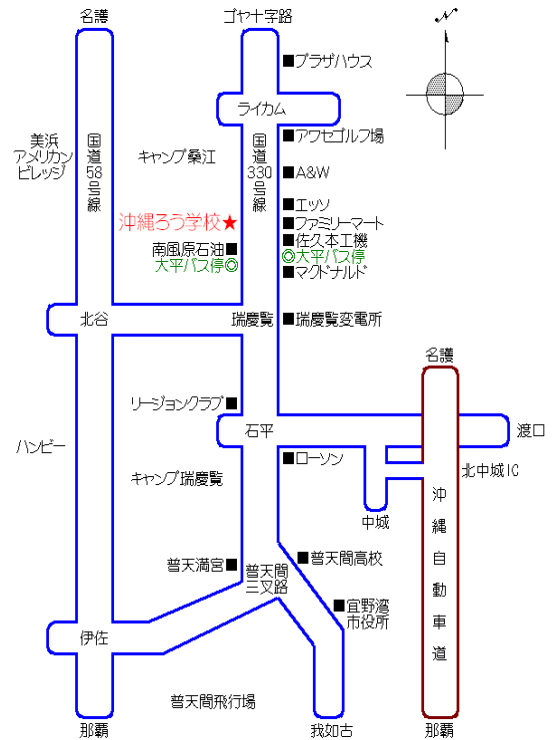 名護
ゴヤ十字路
N
■プラザハウス
ライカム
■アワセゴルフ場
美浜
アメリカン
ビレッジ
国道58号線
キャンプ桑江
国道330号線
■A&W
■エッソ
沖縄ろう学校★
■ファミリーマート
■佐久本工機
南風原石油■
大平バス停◎
◎大平バス停
■マクドナルド
北谷
瑞慶覧
■瑞慶覧変電所
名護
リージョンクラブ■
石平
渡口
ハンビー
■ローソン
キャンプ瑞慶覧
北中城IC
中城
沖縄自動車道
普天満宮■
普天間
三叉路
■普天間高校
■宜野湾
市役所
伊佐
普天間飛行場
那覇
我如古
那覇